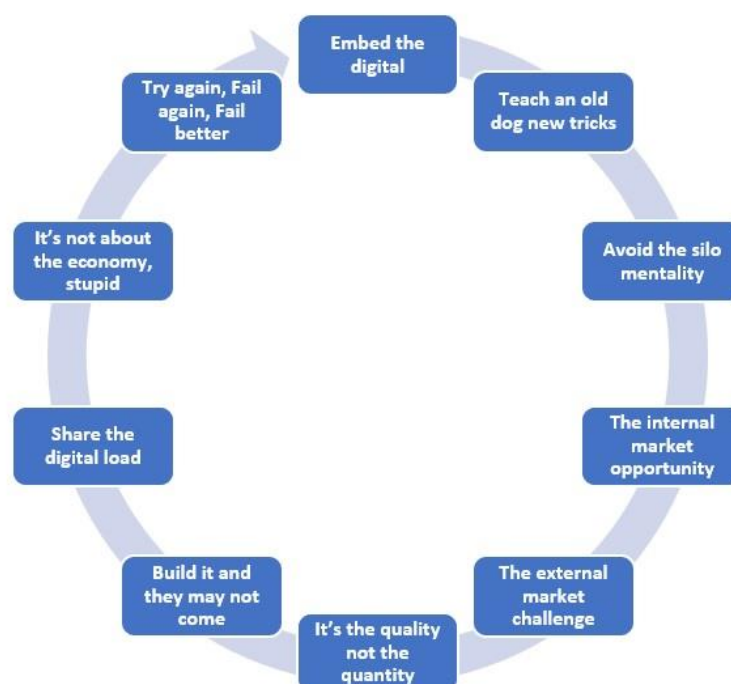 Embed the
digital
Teach an old
dog new tricks
Avoid the silo
mentality
The internal
market
opportunity
The external
market
challenge
It's the quality
not the
quantity
Build it and
they may not
come
Share the
digital load
It's not about
the economy,
stupid
Try again, Fail
again, Fail
better